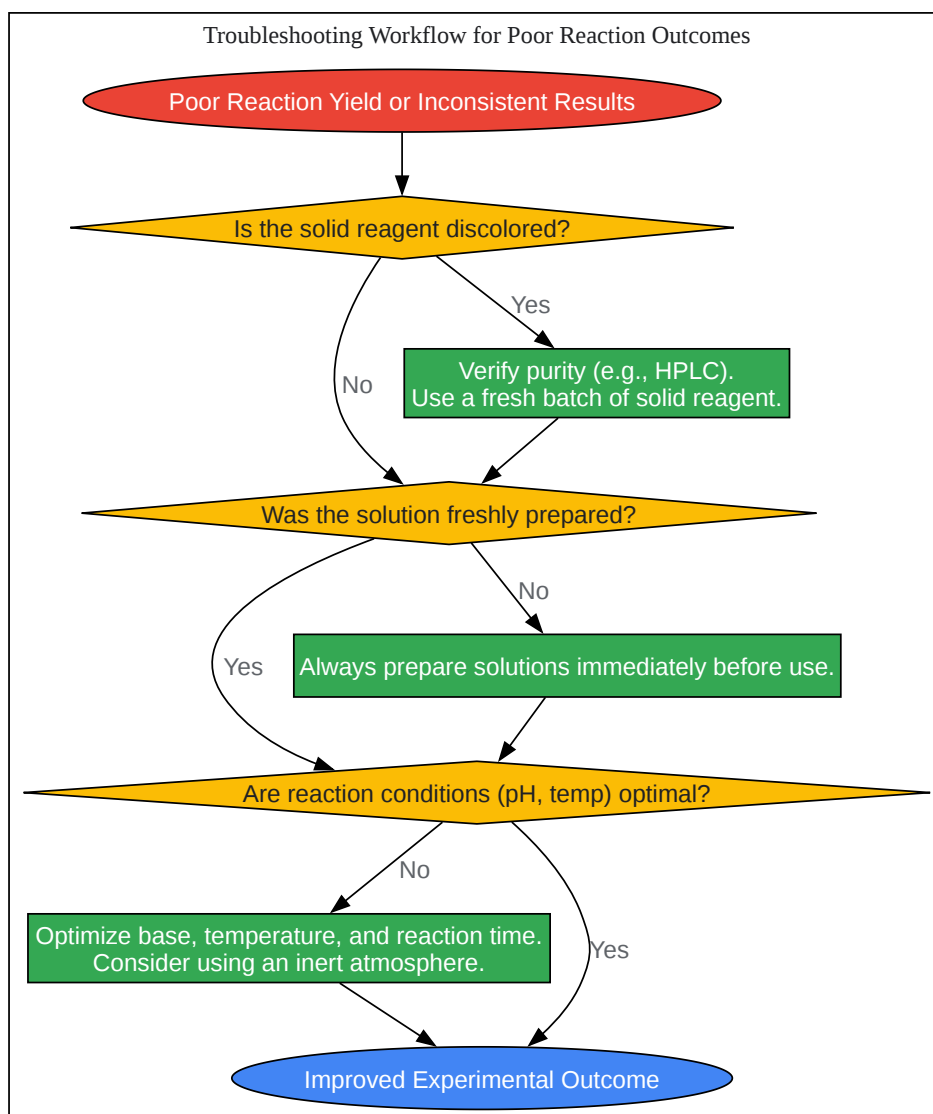 Troubleshooting Workflow for Poor Reaction Outcomes
Poor Reaction Yield or Inconsistent Results
Is the solid reagent discolored?
Yes
No
Verify purity (e.g., HPLC).
Use a fresh batch of solid reagent.
Was the solution freshly prepared?
No
Yes
Always prepare solutions immediately before use.
Are reaction conditions (pH, temp) optimal?
No
Yes
Optimize base, temperature, and reaction time.
Consider using an inert atmosphere.
Improved Experimental Outcome